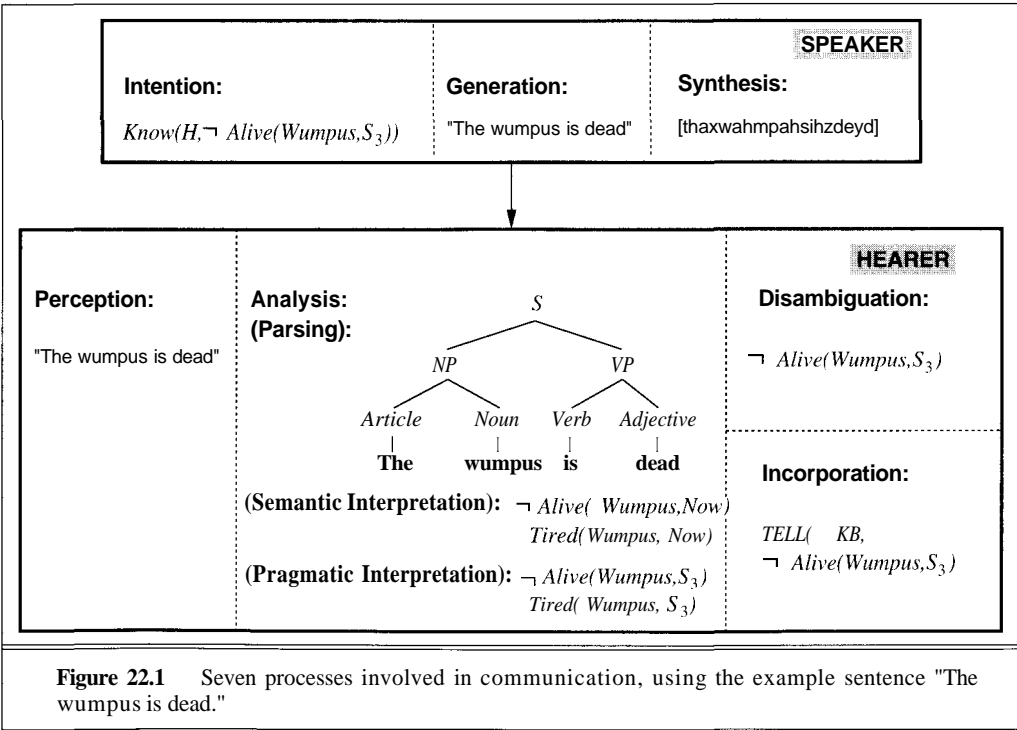 SPEAKER
Intention:
Know(H,¬ Alive(Wumpus,S₃))
Generation:
"The wumpus is dead"
Synthesis:
[thaxwahmpahsihzdeyd]
HEARER
Perception:
"The wumpus is dead"
Analysis:
(Parsing):
S
NP VP
Article Noun Verb Adjective
The wumpus is dead
(Semantic Interpretation): ¬ Alive( Wumpus,Now)
Tired(Wumpus, Now)
(Pragmatic Interpretation): ¬ Alive(Wumpus,S₃)
Tired( Wumpus, S₃)
Disambiguation:
¬ Alive(Wumpus,S₃)
Incorporation:
TELL( KB,
¬ Alive(Wumpus,S₃)
Figure 22.1 Seven processes involved in communication, using the example sentence "The
wumpus is dead."